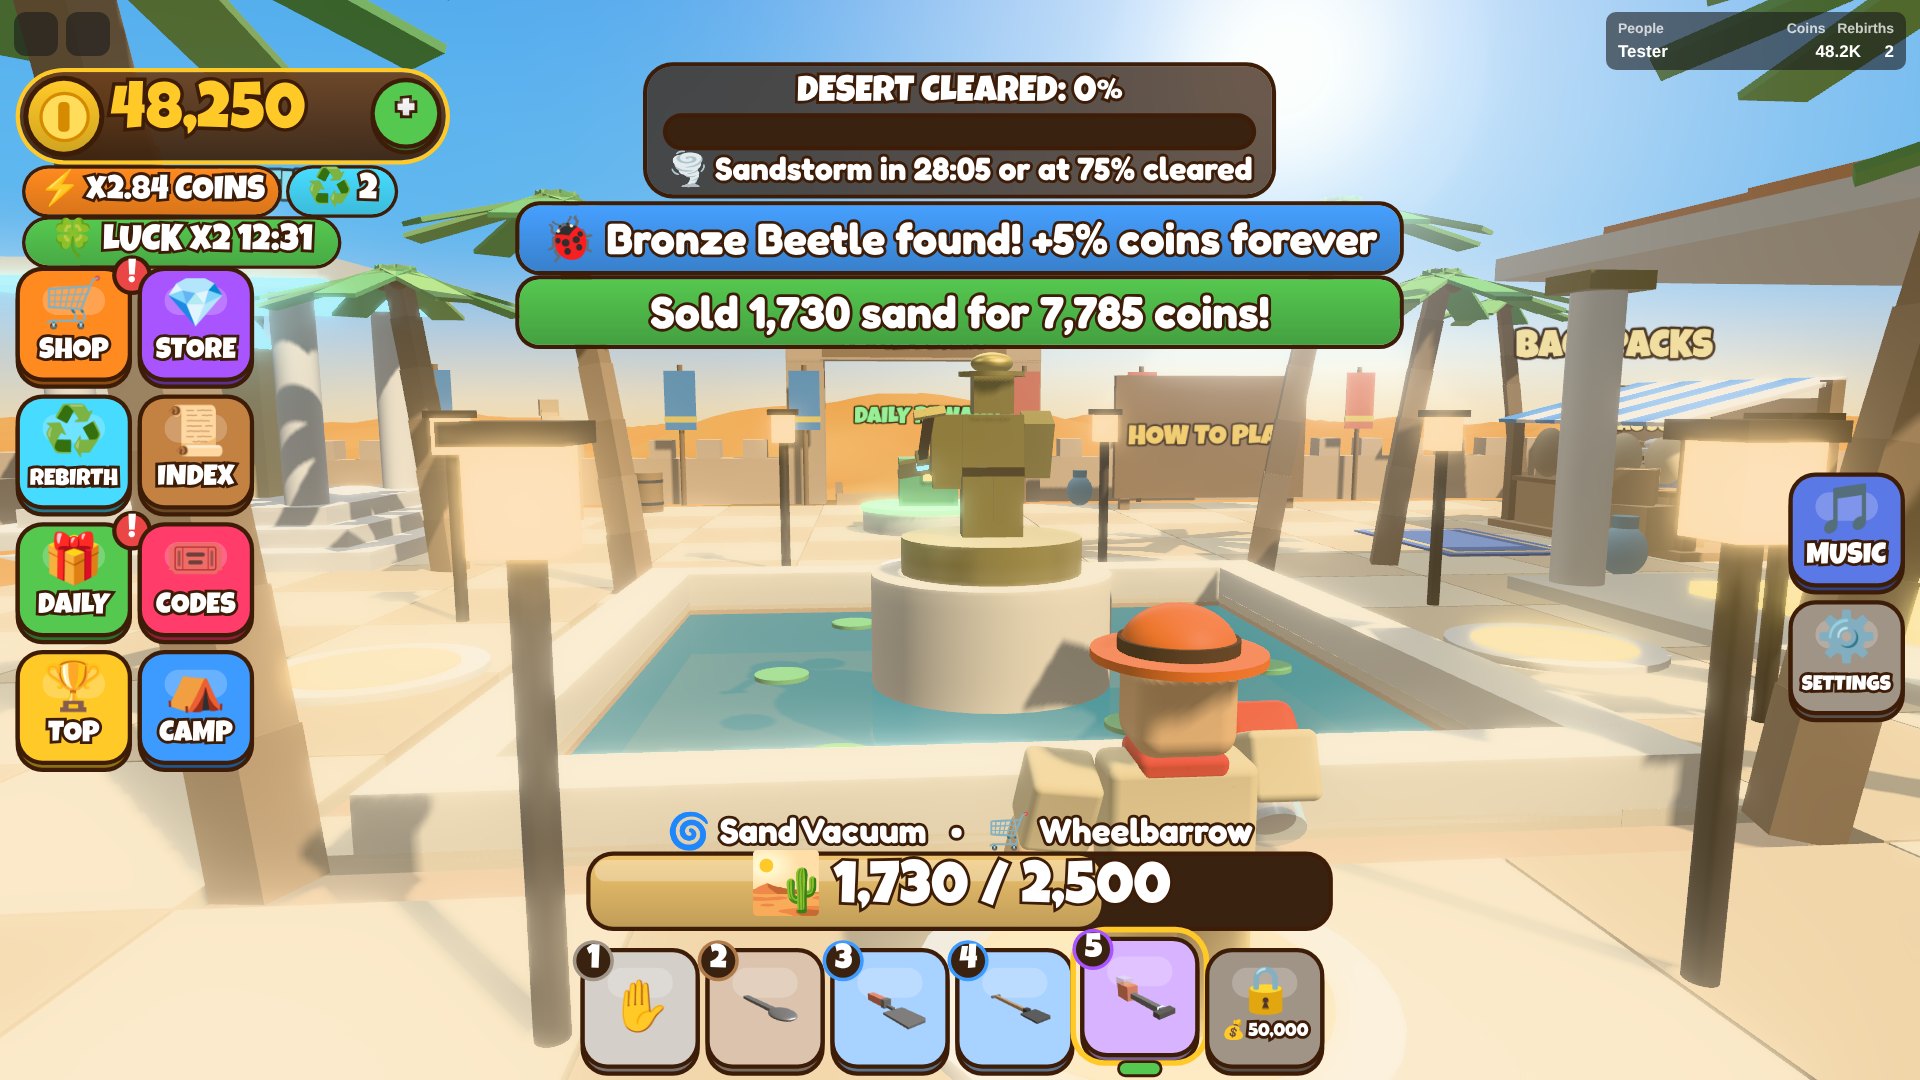 People Coins Rebirths
Tester 48.2K 2
48,250
+
X2.84 COINS
2
LUCK X2 12:31
DESERT CLEARED: 0%
Sandstorm in 28:05 or at 75% cleared
Bronze Beetle found! +5% coins forever
Sold 1,730 sand for 7,785 coins!
!
SHOP
STORE
REBIRTH
INDEX
!
DAILY
CODES
TOP
CAMP
DAILY
HOW TO PLA
MUSIC
SETTINGS
Sand Vacuum • Wheelbarrow
1,730 / 2,500
1
2
3
4
5
50,000